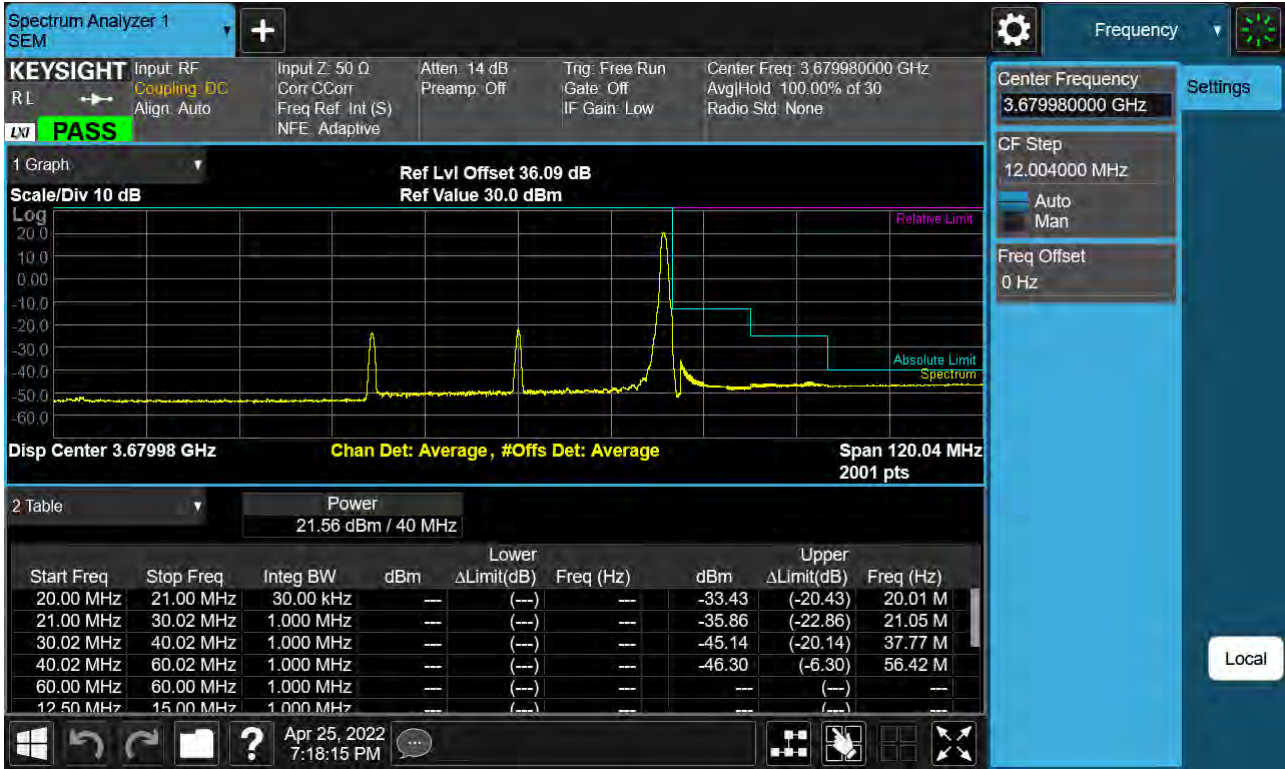 Spectrum Analyzer 1
SEM
+
Frequency
KEYSIGHT
R L
LXI
PASS
Input: RF
Coupling: DC
Align: Auto
Input Z: 50 Ω
Corr CCorr
Freq Ref: Int (S)
NFE: Adaptive
Atten: 14 dB
Preamp: Off
Trig: Free Run
Gate: Off
IF Gain: Low
Center Freq: 3.679980000 GHz
Avg|Hold: 100.00% of 30
Radio Std: None
Center Frequency
3.679980000 GHz
Settings
CF Step
12.004000 MHz
Auto
Man
Freq Offset
0 Hz
Local
1 Graph
Scale/Div 10 dB
Ref Lvl Offset 36.09 dB
Ref Value 30.0 dBm
Log
20.0
10.0
0.00
-10.0
-20.0
-30.0
-40.0
-50.0
-60.0
Relative Limit
Absolute Limit
Spectrum
Disp Center 3.67998 GHz
Chan Det: Average, #Offs Det: Average
Span 120.04 MHz
2001 pts
2 Table
Power
21.56 dBm / 40 MHz
Lower Upper
Start Freq Stop Freq Integ BW dBm ΔLimit(dB) Freq (Hz) dBm ΔLimit(dB) Freq (Hz)
20.00 MHz 21.00 MHz 30.00 kHz --- (---) --- -33.43 (-20.43) 20.01 M
21.00 MHz 30.02 MHz 1.000 MHz --- (---) --- -35.86 (-22.86) 21.05 M
30.02 MHz 40.02 MHz 1.000 MHz --- (---) --- -45.14 (-20.14) 37.77 M
40.02 MHz 60.02 MHz 1.000 MHz --- (---) --- -46.30 (-6.30) 56.42 M
60.00 MHz 60.00 MHz 1.000 MHz --- (---) --- --- (---) ---
12.50 MHz 15.00 MHz 1.000 MHz --- (---) --- --- (---) ---
?
Apr 25, 2022
7:18:15 PM